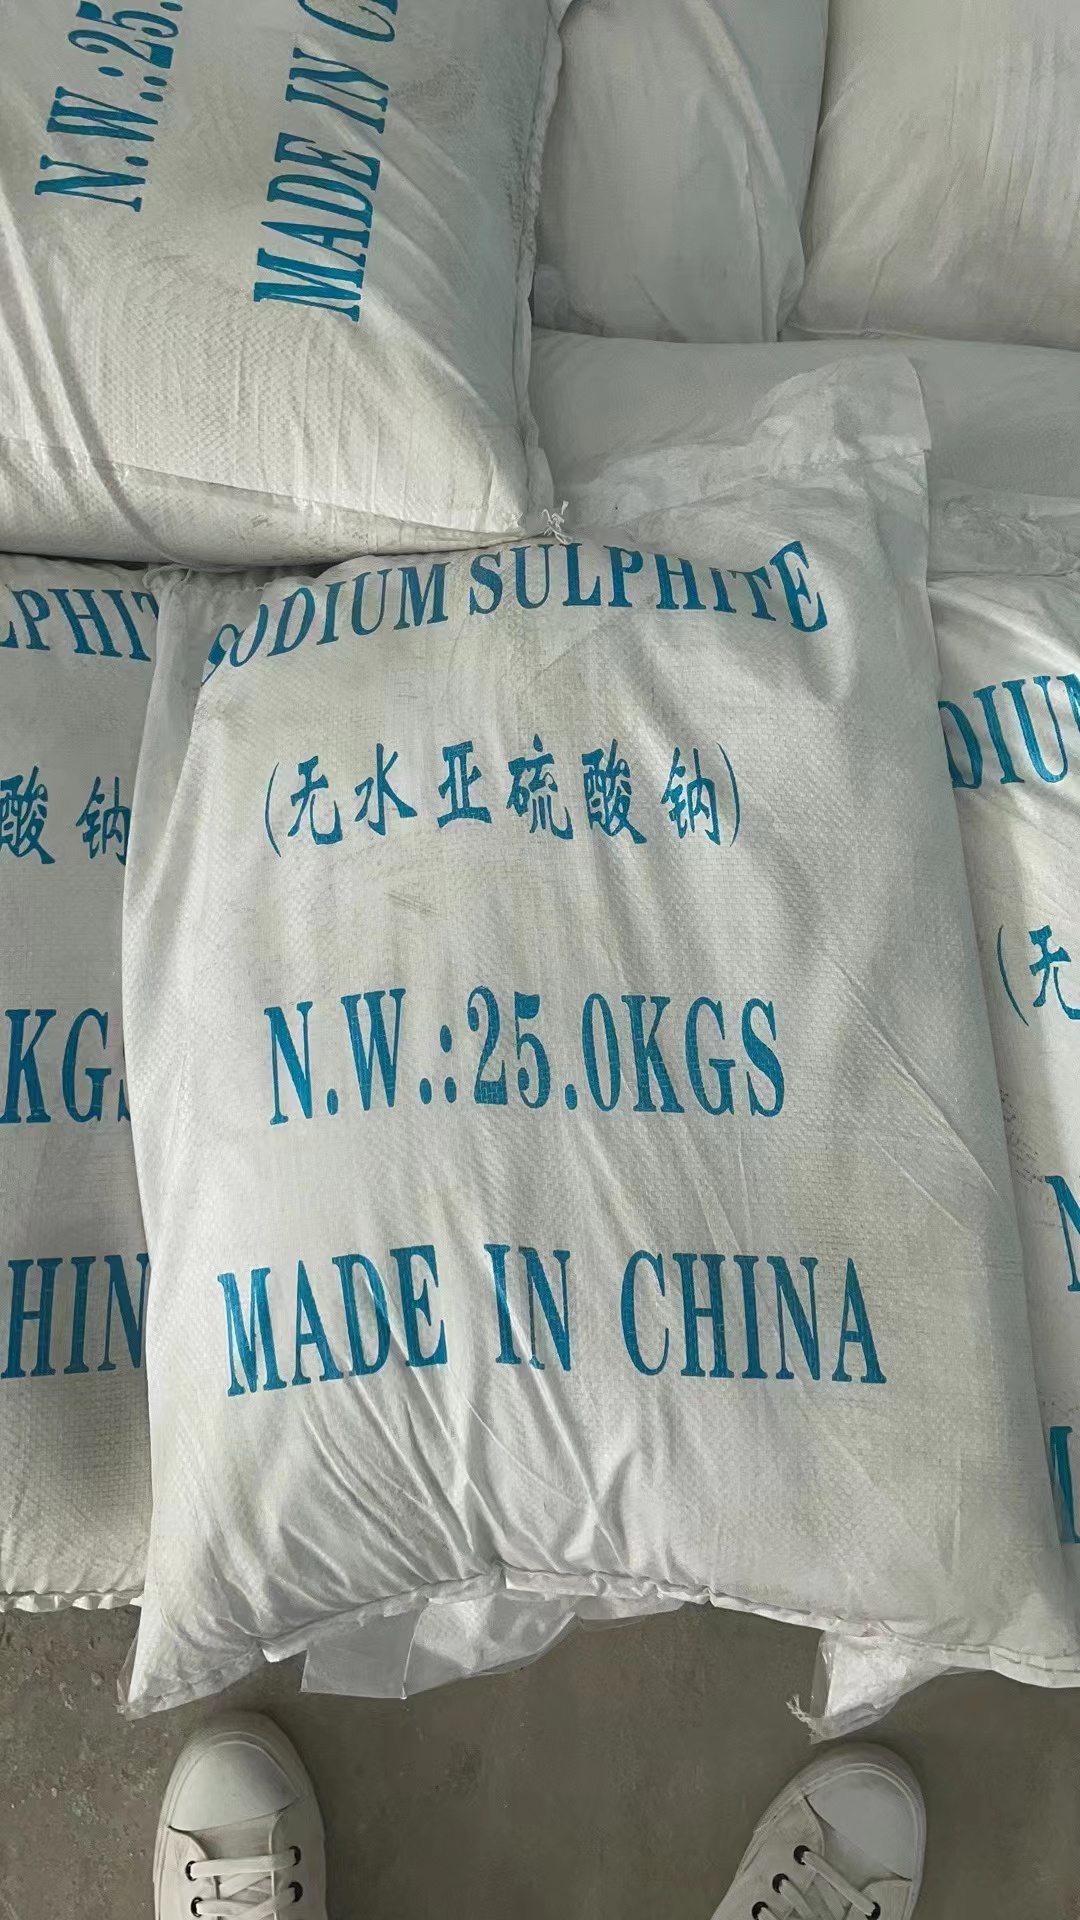 N.W.:25.
MADE IN C
SODIUM SULPHITE
(无水亚硫酸钠)
N.W.:25.0KGS
MADE IN CHINA
LPHIT
酸钠
KGS
HIN
DIUM
(无
N
M